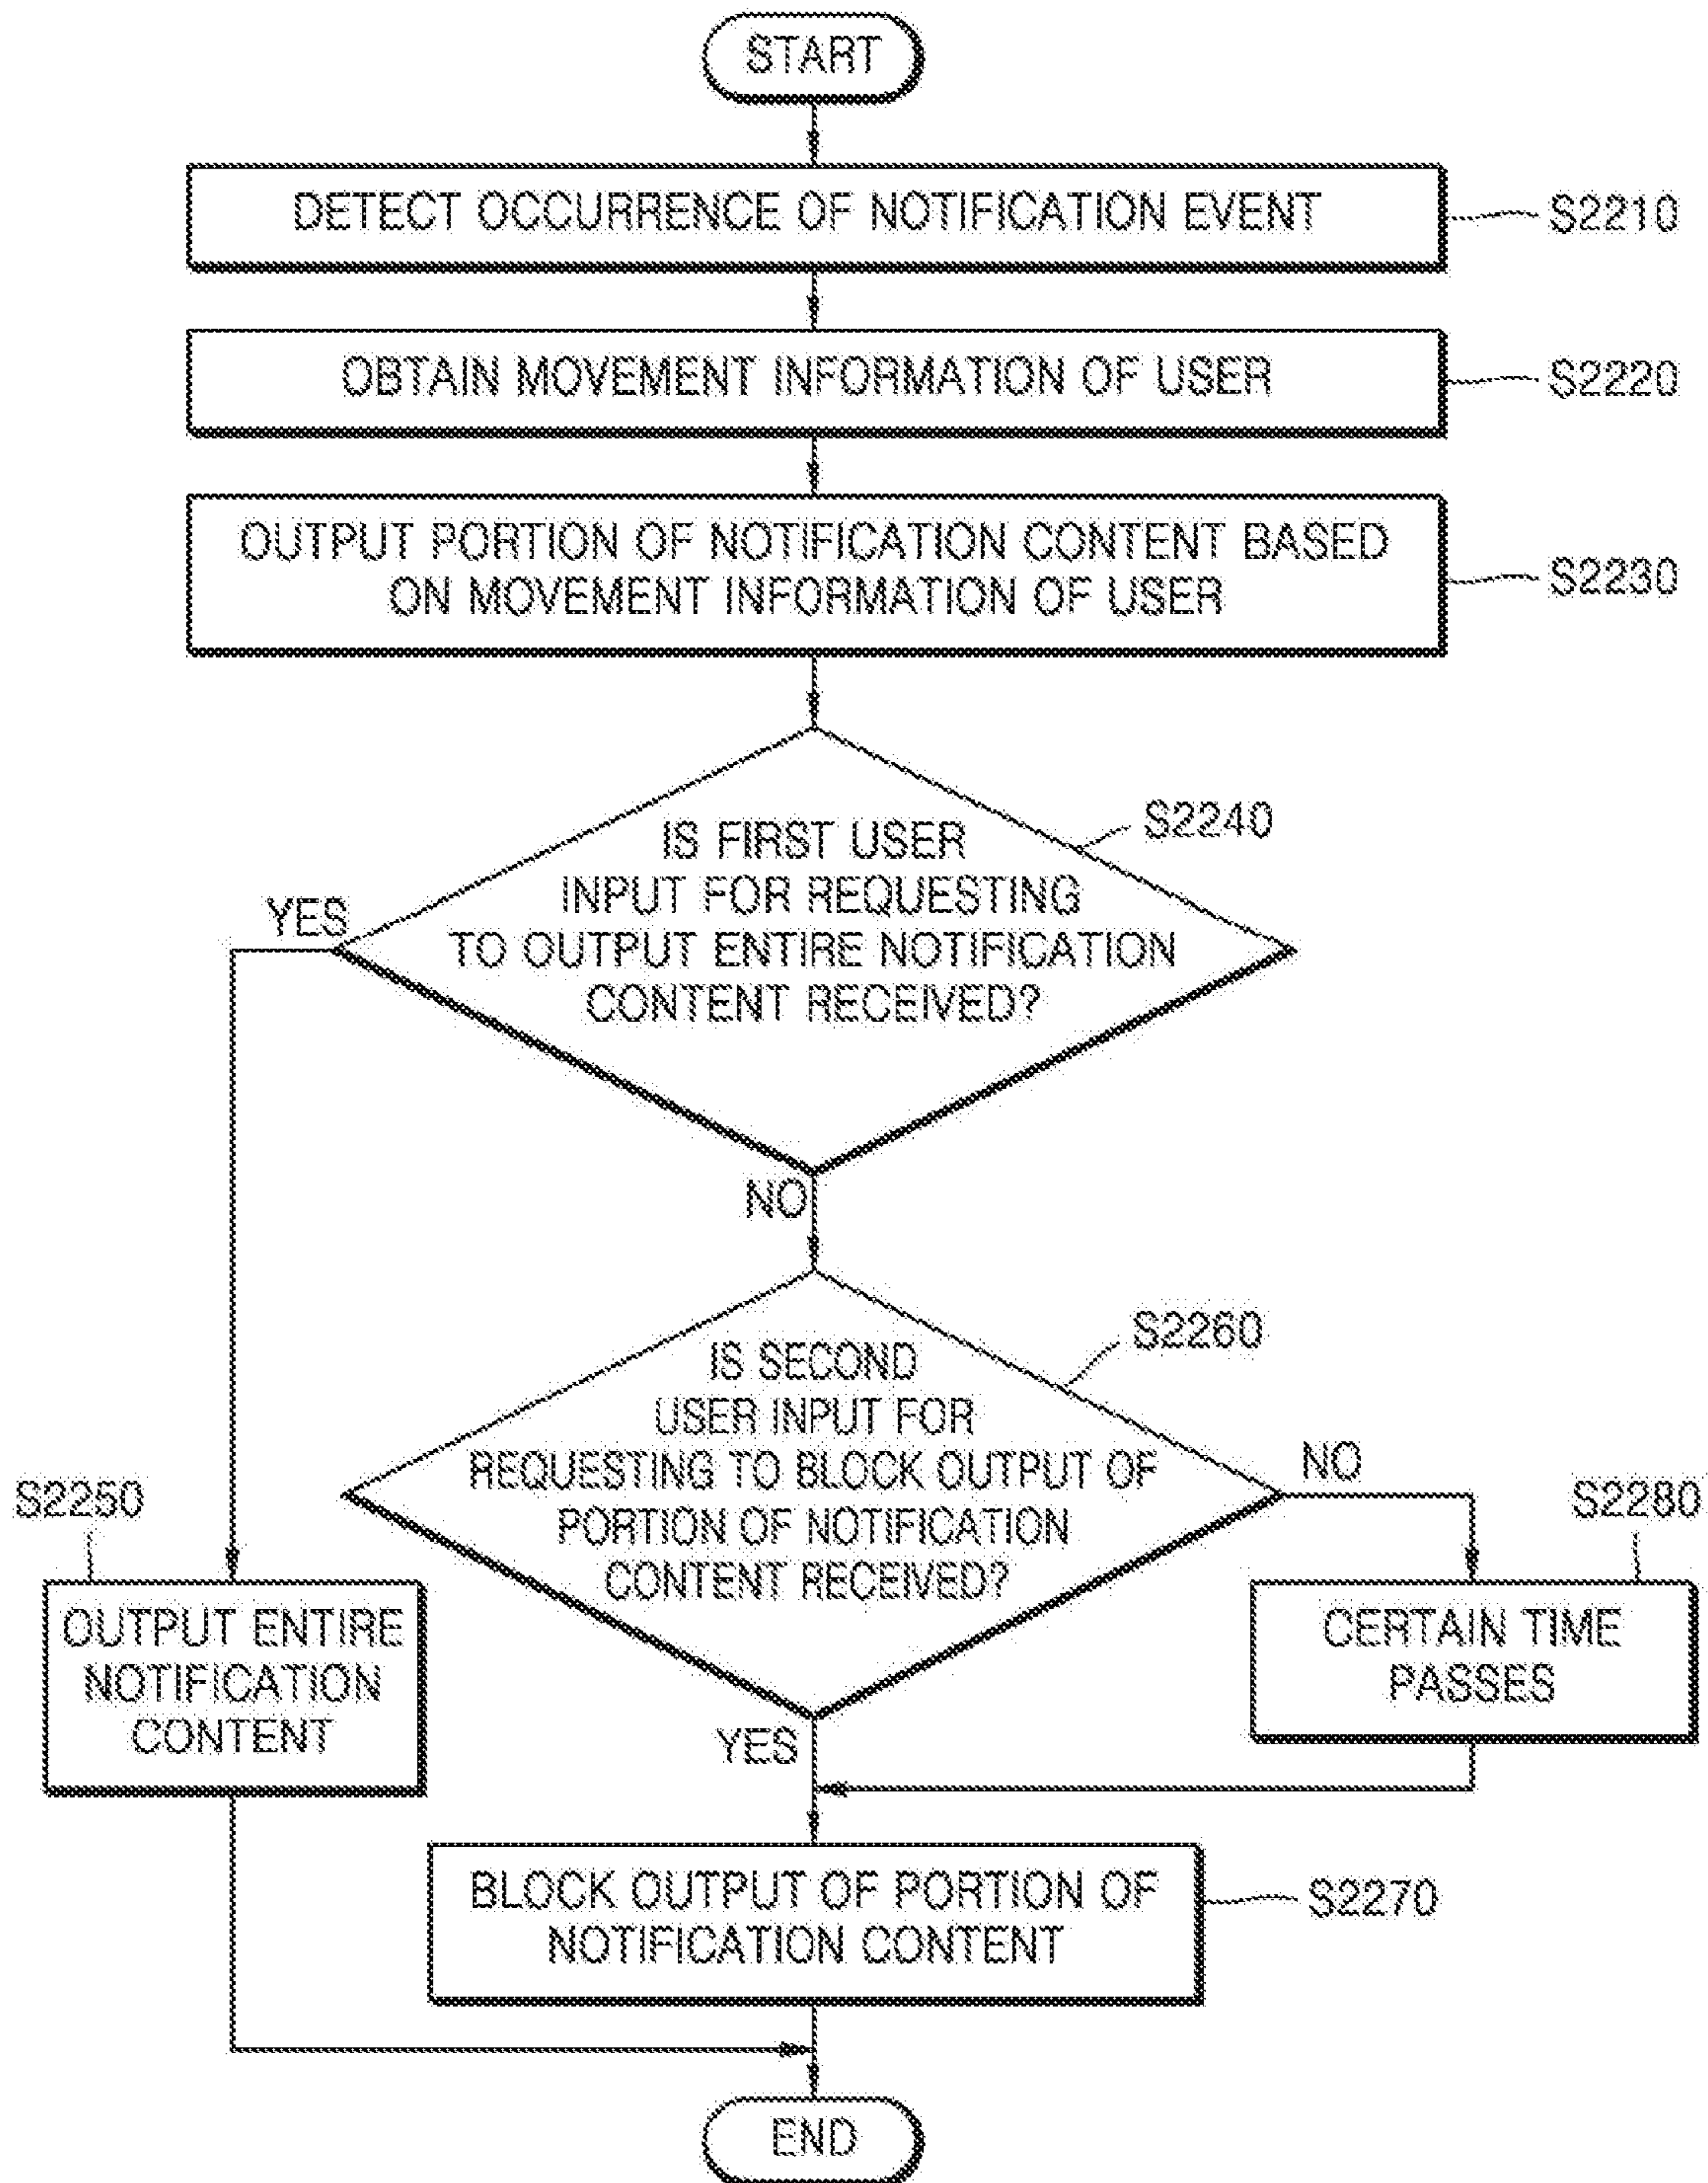 START
DETECT OCCURRENCE OF NOTIFICATION EVENT
S2210
OBTAIN MOVEMENT INFORMATION OF USER
S2220
OUTPUT PORTION OF NOTIFICATION CONTENT BASED
ON MOVEMENT INFORMATION OF USER
S2230
S2240
IS FIRST USER
INPUT FOR REQUESTING
TO OUTPUT ENTIRE NOTIFICATION
CONTENT RECEIVED?
YES
NO
S2260
IS SECOND
USER INPUT FOR
REQUESTING TO BLOCK OUTPUT OF
PORTION OF NOTIFICATION
CONTENT RECEIVED?
NO
YES
S2250
OUTPUT ENTIRE
NOTIFICATION
CONTENT
S2280
CERTAIN TIME
PASSES
BLOCK OUTPUT OF PORTION OF
NOTIFICATION CONTENT
S2270
END